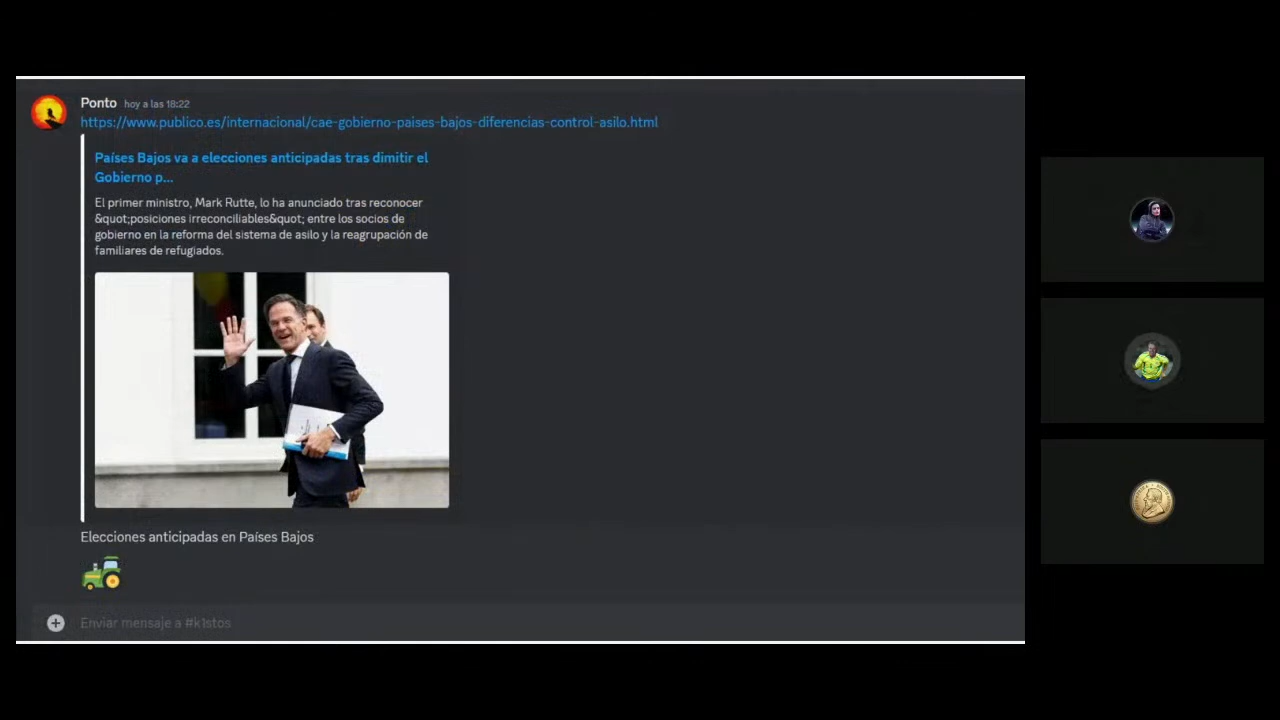 Ponto hoy a las 18:22
https://www.publico.es/internacional/cae-gobierno-paises-bajos-diferencias-control-asilo.html
Países Bajos va a elecciones anticipadas tras dimitir el
Gobierno p...
El primer ministro, Mark Rutte, lo ha anunciado tras reconocer
&quot;posiciones irreconciliables&quot; entre los socios de
gobierno en la reforma del sistema de asilo y la reagrupación de
familiares de refugiados.
Elecciones anticipadas en Países Bajos
Enviar mensaje a #k1stos